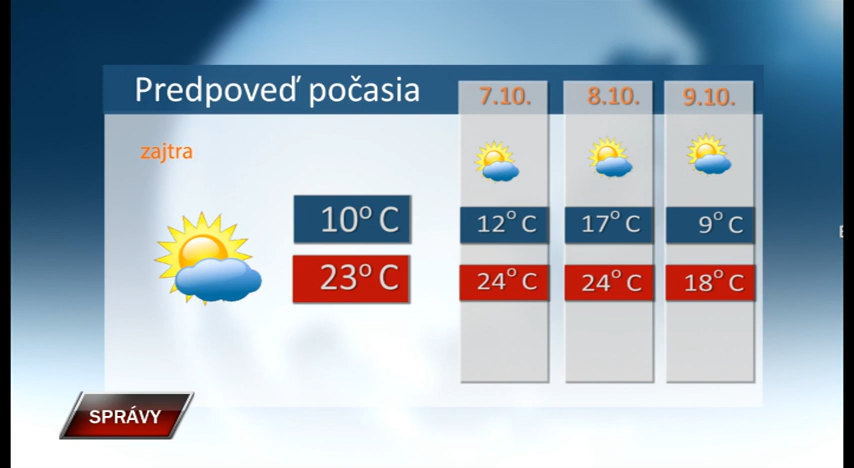 Predpoveď počasia
zajtra
10° C
23° C
7.10.
12° C
24° C
8.10.
17° C
24° C
9.10.
9° C
18° C
SPRÁVY